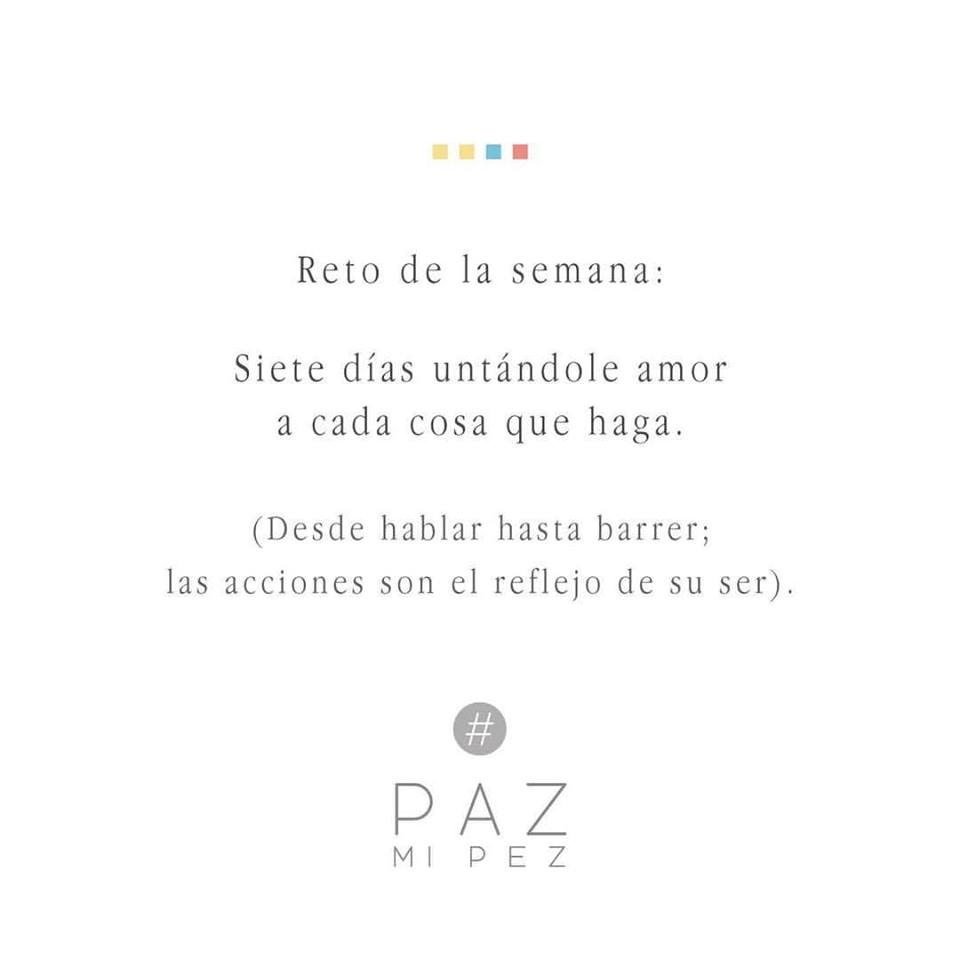 Reto de la semana:
Siete días untándole amor
a cada cosa que haga.
(Desde hablar hasta barrer;
las acciones son el reflejo de su ser).
#
PAZ
MI PEZ